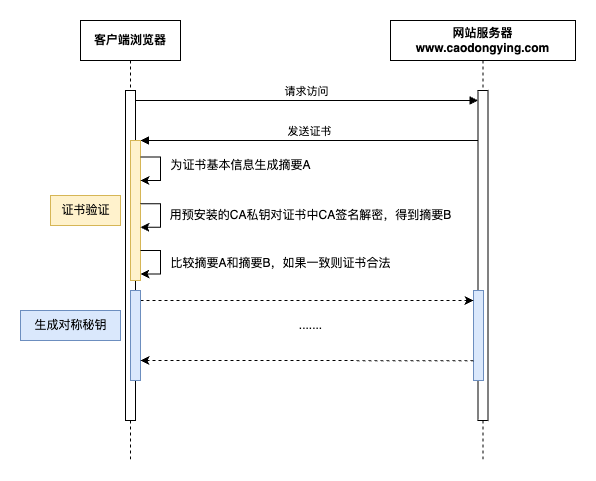 客户端浏览器
网站服务器
www.caodongying.com
请求访问
发送证书
为证书基本信息生成摘要A
证书验证
用预安装的CA私钥对证书中CA签名解密，得到摘要B
比较摘要A和摘要B，如果一致则证书合法
生成对称秘钥
.......